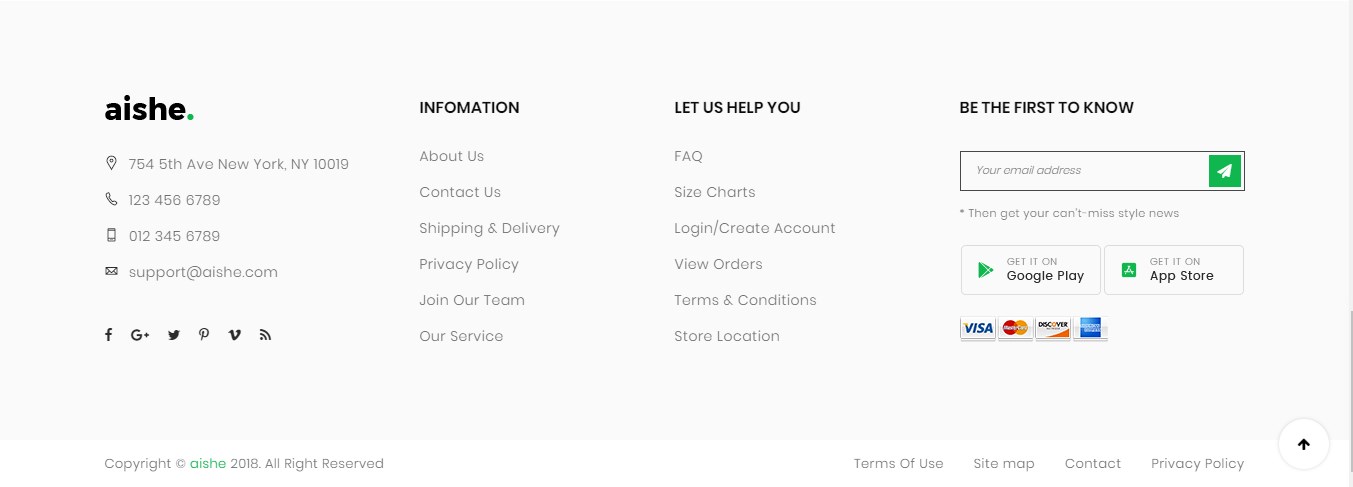 aishe.
754 5th Ave New York, NY 10019
123 456 6789
012 345 6789
support@aishe.com
INFOMATION
About Us
Contact Us
Shipping & Delivery
Privacy Policy
Join Our Team
Our Service
LET US HELP YOU
FAQ
Size Charts
Login/Create Account
View Orders
Terms & Conditions
Store Location
BE THE FIRST TO KNOW
Your email address
* Then get your can't-miss style news
GET IT ON
Google Play
GET IT ON
App Store
VISA
MasterCard
DISCOVER
Copyright © aishe 2018. All Right Reserved
Terms Of Use
Site map
Contact
Privacy Policy